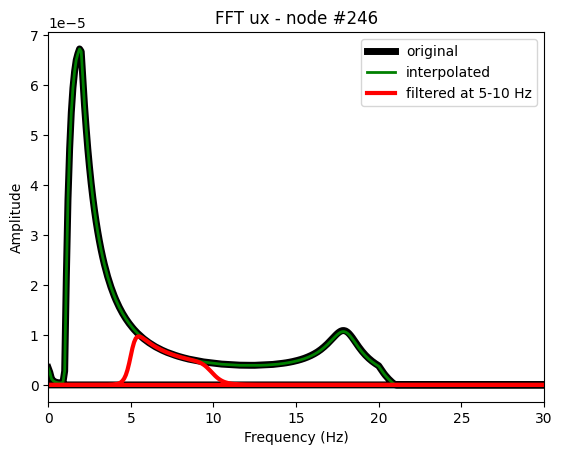 FFT ux - node #246
1e−5
original
interpolated
filtered at 5-10 Hz
7
6
5
4
3
2
1
0
Amplitude
0 5 10 15 20 25 30
Frequency (Hz)